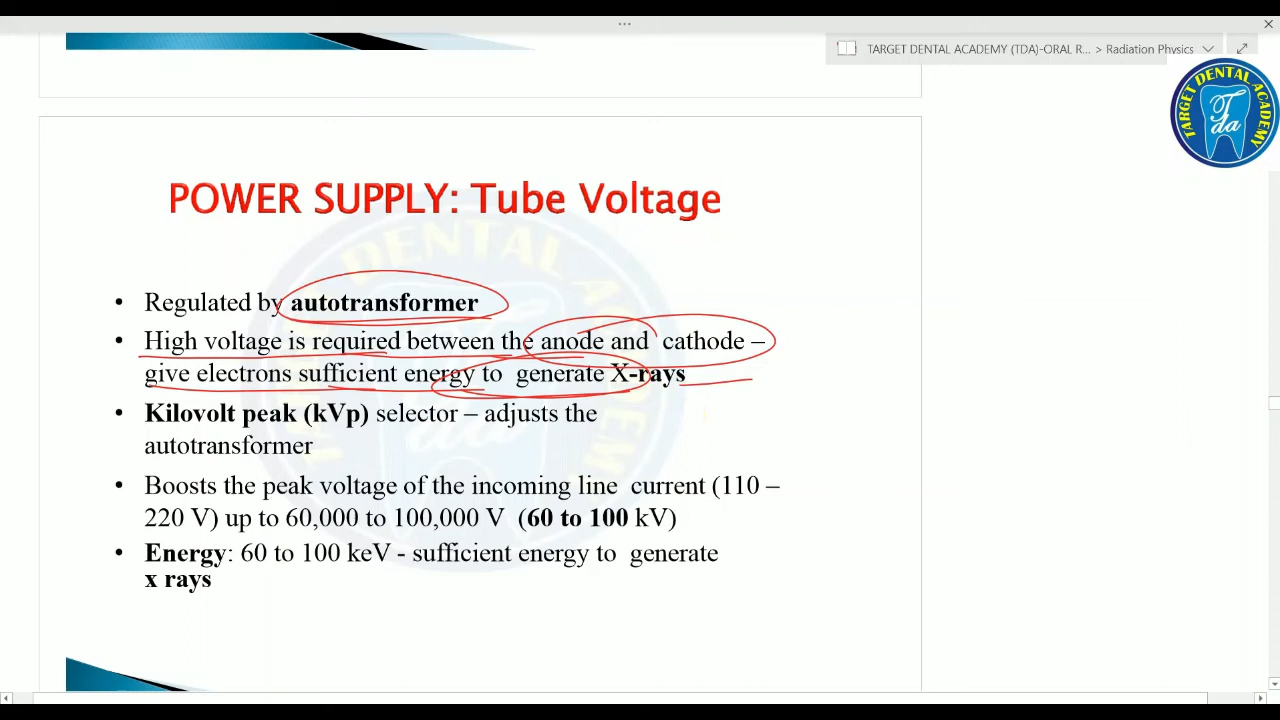 TARGET DENTAL ACADEMY (TDA)-ORAL R... > Radiation Physics
TARGET DENTAL ACADEMY
Tda
POWER SUPPLY: Tube Voltage
• Regulated by autotransformer
• High voltage is required between the anode and cathode –
give electrons sufficient energy to generate X-rays
• Kilovolt peak (kVp) selector – adjusts the
autotransformer
• Boosts the peak voltage of the incoming line current (110 –
220 V) up to 60,000 to 100,000 V (60 to 100 kV)
• Energy: 60 to 100 keV - sufficient energy to generate
x rays